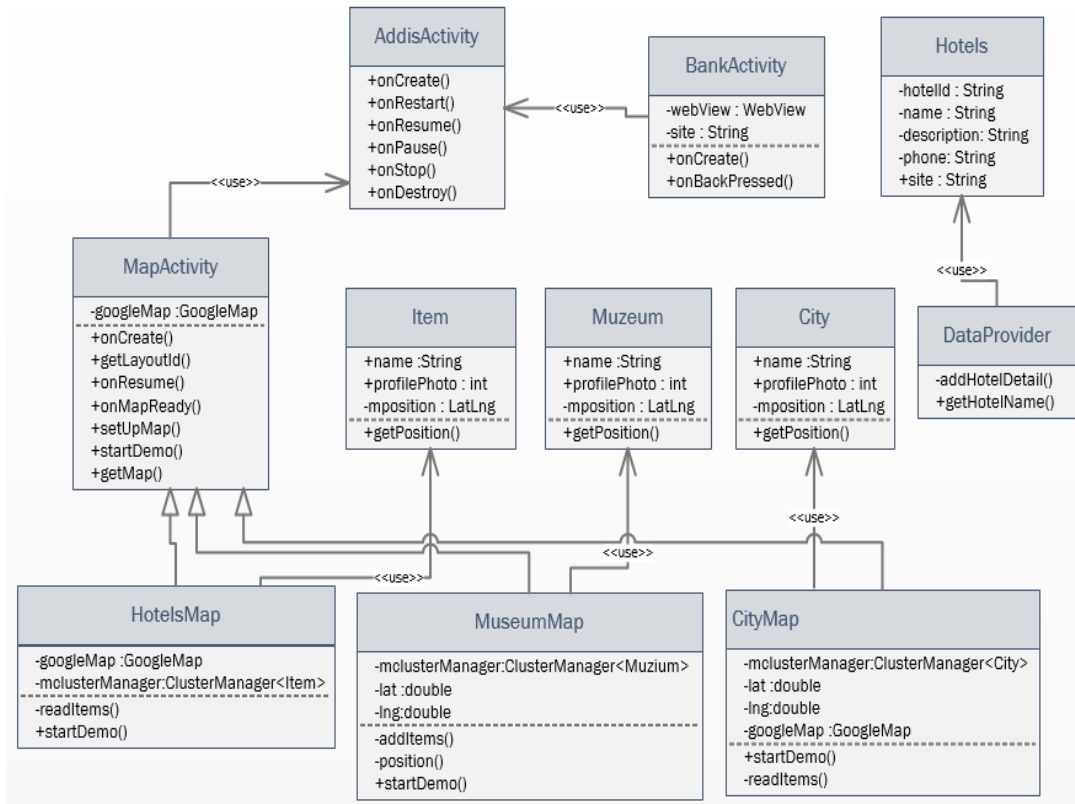 AddisActivity
+onCreate()
+onRestart()
+onResume()
+onPause()
+onStop()
+onDestroy()
<<use>>
BankActivity
-webView : WebView
-site : String
+onCreate()
+onBackPressed()
Hotels
-hotelId : String
-name : String
-description: String
-phone: String
+site : String
<<use>>
<<use>>
MapActivity
-googleMap :GoogleMap
+onCreate()
+getLayoutId()
+onResume()
+onMapReady()
+setUpMap()
+startDemo()
+getMap()
Item
+name :String
+profilePhoto : int
-mposition : LatLng
+getPosition()
Muzeum
+name :String
+profilePhoto : int
-mposition : LatLng
+getPosition()
City
+name :String
+profilePhoto : int
-mposition : LatLng
+getPosition()
DataProvider
-addHotelDetail()
+getHotelName()
<<use>>
<<use>>
<<use>>
HotelsMap
-googleMap :GoogleMap
-mclusterManager:ClusterManager<Item>
-readItems()
+startDemo()
MuseumMap
-mclusterManager:ClusterManager<Muzium>
-lat :double
-lng:double
-addItems()
-position()
+startDemo()
CityMap
-mclusterManager:ClusterManager<City>
-lat :double
-lng:double
-googleMap :GoogleMap
+startDemo()
-readItems()